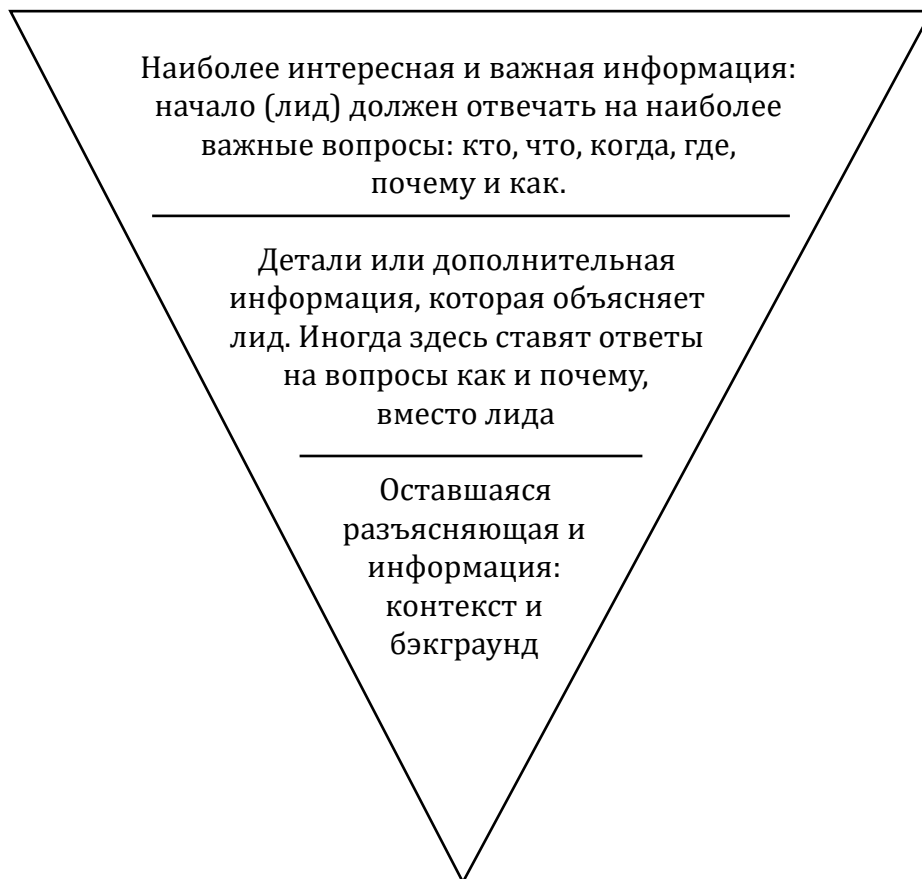 Наиболее интересная и важная информация:
начало (лид) должен отвечать на наиболее
важные вопросы: кто, что, когда, где,
почему и как.
Детали или дополнительная
информация, которая объясняет
лид. Иногда здесь ставят ответы
на вопросы как и почему,
вместо лида
Оставшаяся
разъясняющая и
информация:
контекст и
бэкграунд